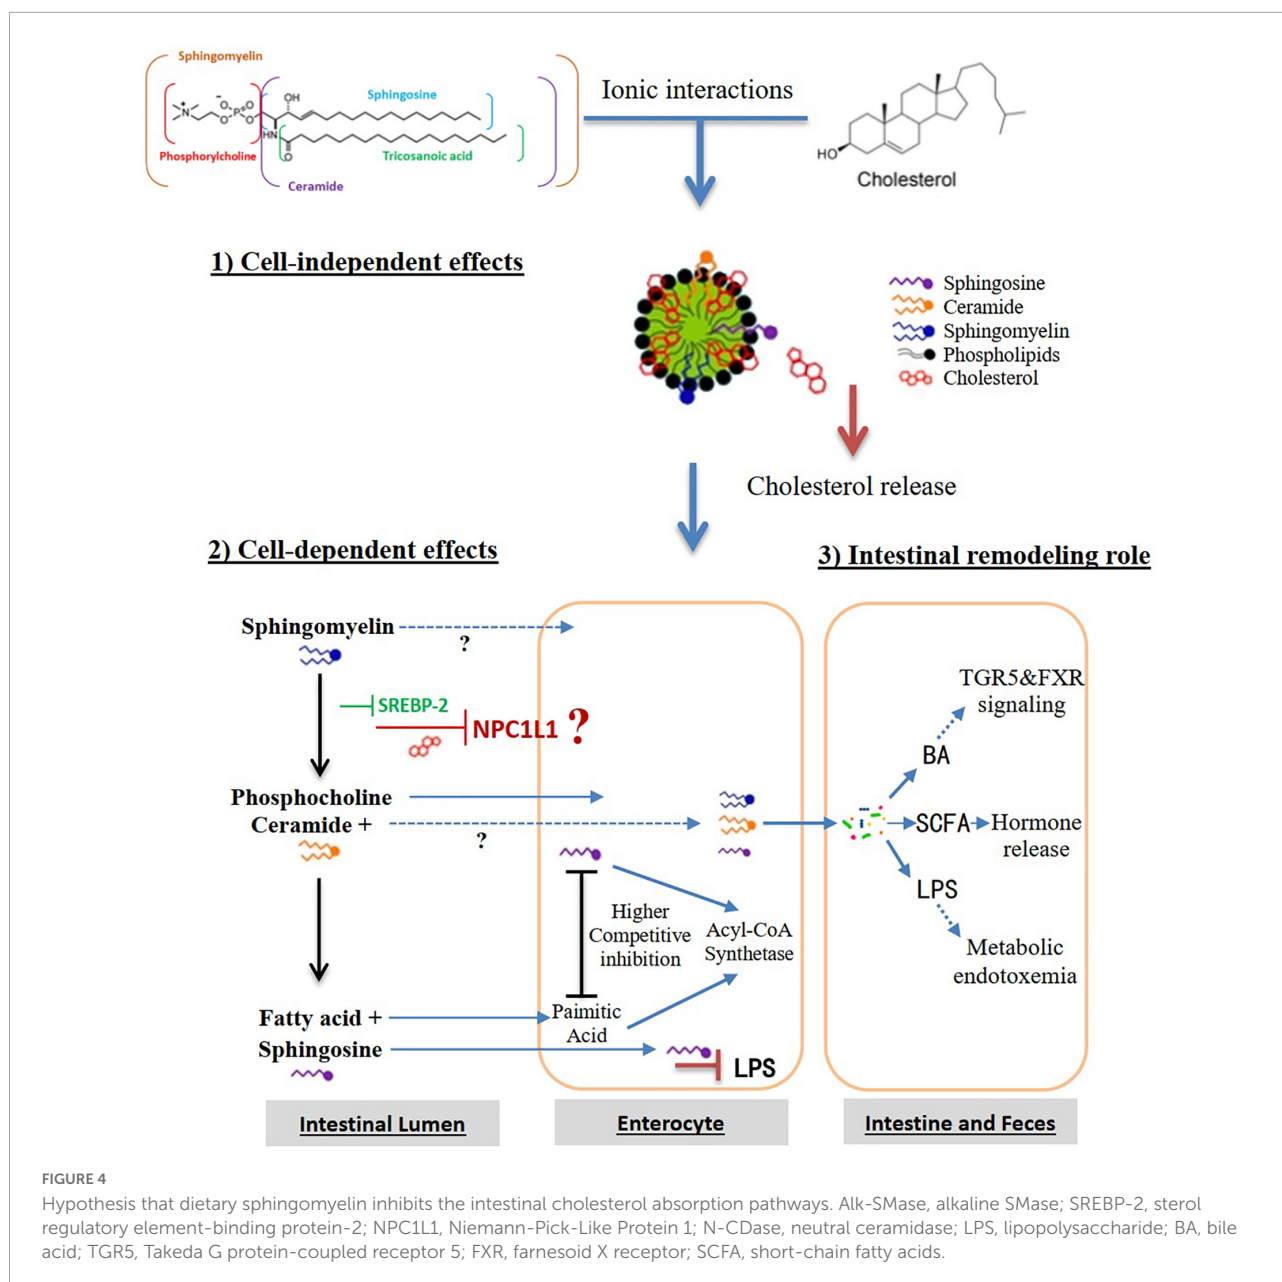 Sphingomyelin
Sphingosine
Phosphorylcholine
Tricosanoic acid
Ceramide
N
+
O
−
P
O
O
O
OH
HN
O
Ionic interactions
HO
Cholesterol
1) Cell-independent effects
Sphingosine
Ceramide
Sphingomyelin
Phospholipids
Cholesterol
Cholesterol release
2) Cell-dependent effects
3) Intestinal remodeling role
Sphingomyelin
?
SREBP-2
NPC1L1 ?
Phosphocholine
Ceramide +
?
Higher
Competitive
inhibition
Acyl-CoA
Synthetase
Fatty acid +
Paimitic
Acid
Sphingosine
LPS
TGR5&FXR
signaling
BA
SCFA
Hormone
release
LPS
Metabolic
endotoxemia
Intestinal Lumen
Enterocyte
Intestine and Feces
FIGURE 4
Hypothesis that dietary sphingomyelin inhibits the intestinal cholesterol absorption pathways. Alk-SMase, alkaline SMase; SREBP-2, sterol
regulatory element-binding protein-2; NPC1L1, Niemann-Pick-Like Protein 1; N-CDase, neutral ceramidase; LPS, lipopolysaccharide; BA, bile
acid; TGR5, Takeda G protein-coupled receptor 5; FXR, farnesoid X receptor; SCFA, short-chain fatty acids.